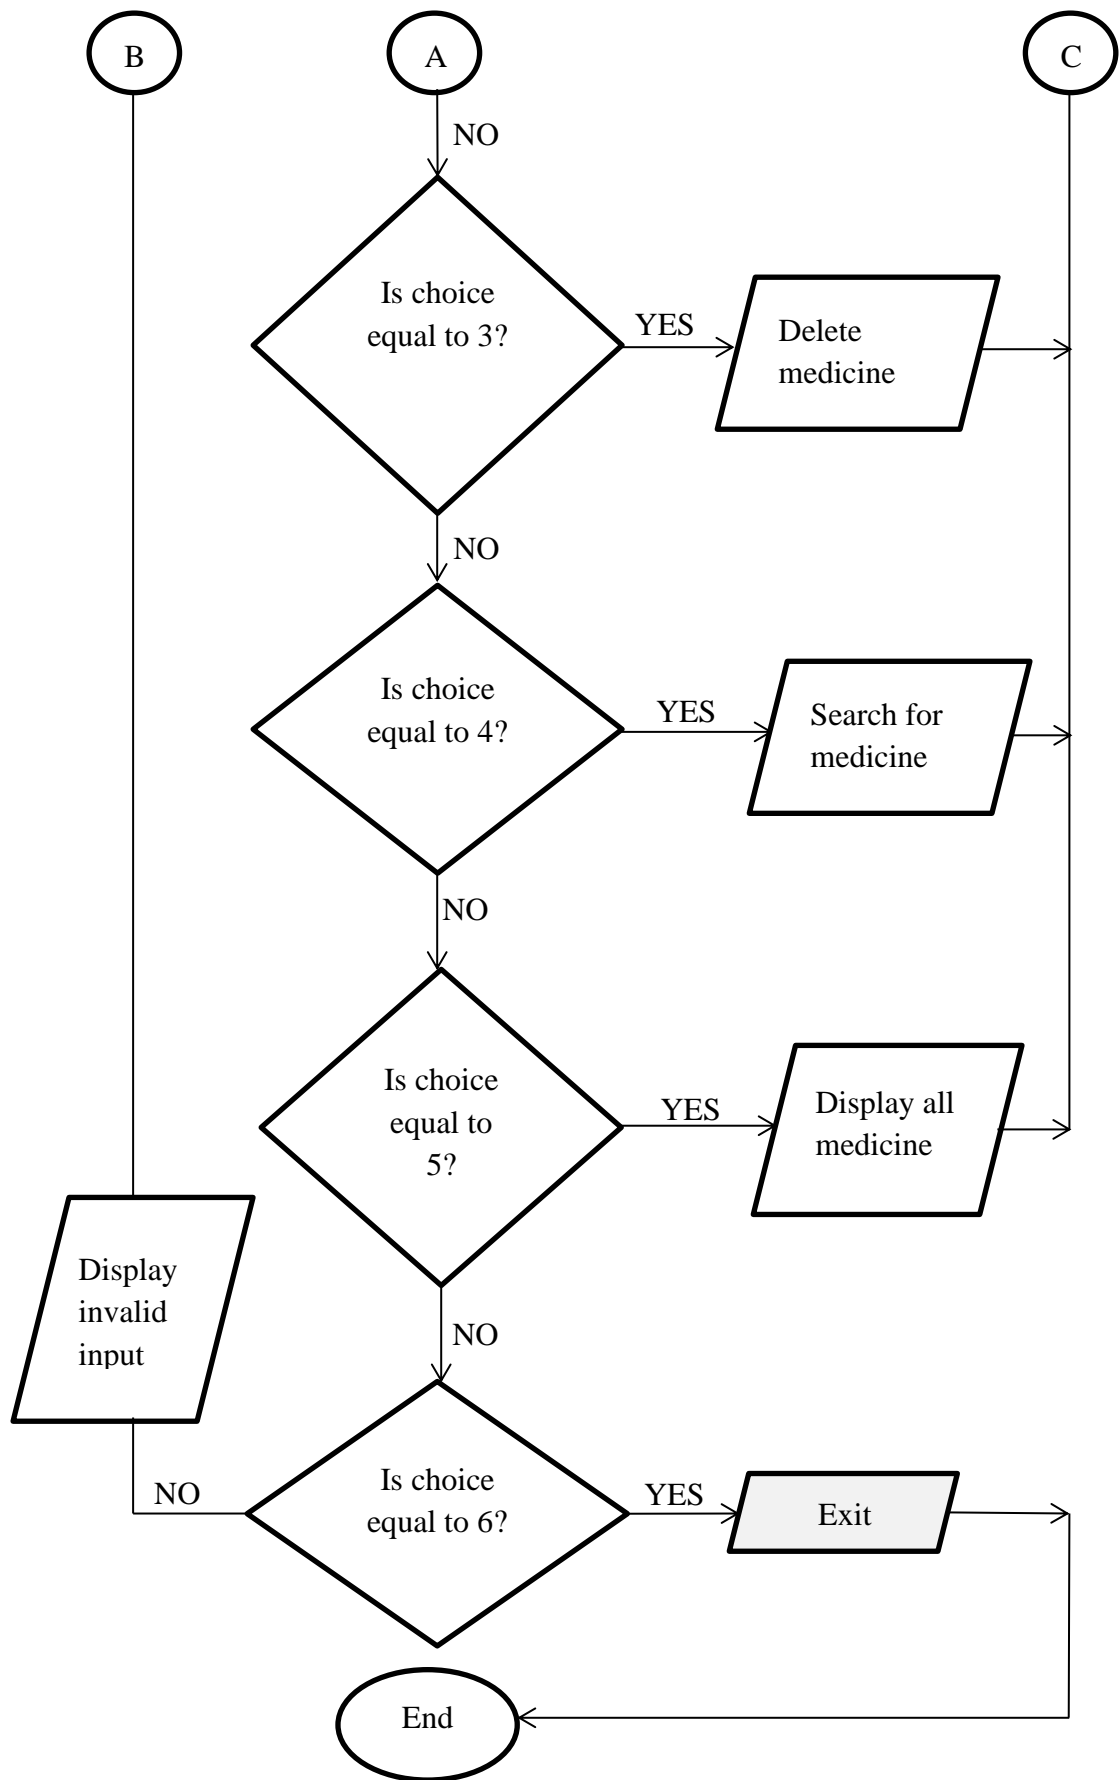 B
A
C
NO
Is choice
equal to 3?
YES
Delete
medicine
NO
Is choice
equal to 4?
YES
Search for
medicine
NO
Is choice
equal to
5?
YES
Display all
medicine
Display
invalid
input
NO
NO
Is choice
equal to 6?
YES
Exit
End